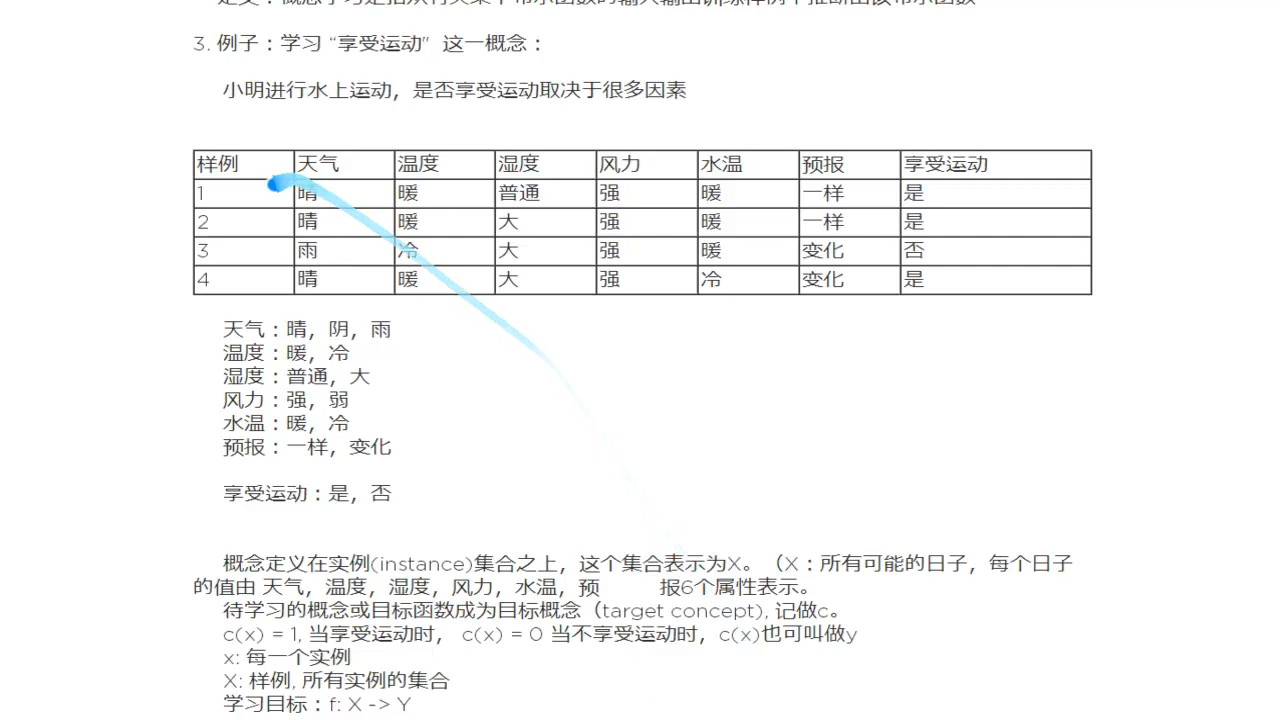 3. 例子：学习 “享受运动” 这一概念：
小明进行水上运动，是否享受运动取决于很多因素
样例 天气 温度 湿度 风力 水温 预报 享受运动
1 晴 暖 普通 强 暖 一样 是
2 晴 暖 大 强 暖 一样 是
3 雨 冷 大 强 暖 变化 否
4 晴 暖 大 强 冷 变化 是
天气：晴，阴，雨
温度：暖，冷
湿度：普通，大
风力：强，弱
水温：暖，冷
预报：一样，变化
享受运动：是，否
概念定义在实例(instance)集合之上，这个集合表示为X。（X：所有可能的日子，每个日子
的值由 天气，温度，湿度，风力，水温，预 报6个属性表示。
待学习的概念或目标函数成为目标概念（target concept), 记做c。
c(x) = 1, 当享受运动时， c(x) = 0 当不享受运动时，c(x)也可叫做y
x: 每一个实例
X: 样例, 所有实例的集合
学习目标：f: X -> Y